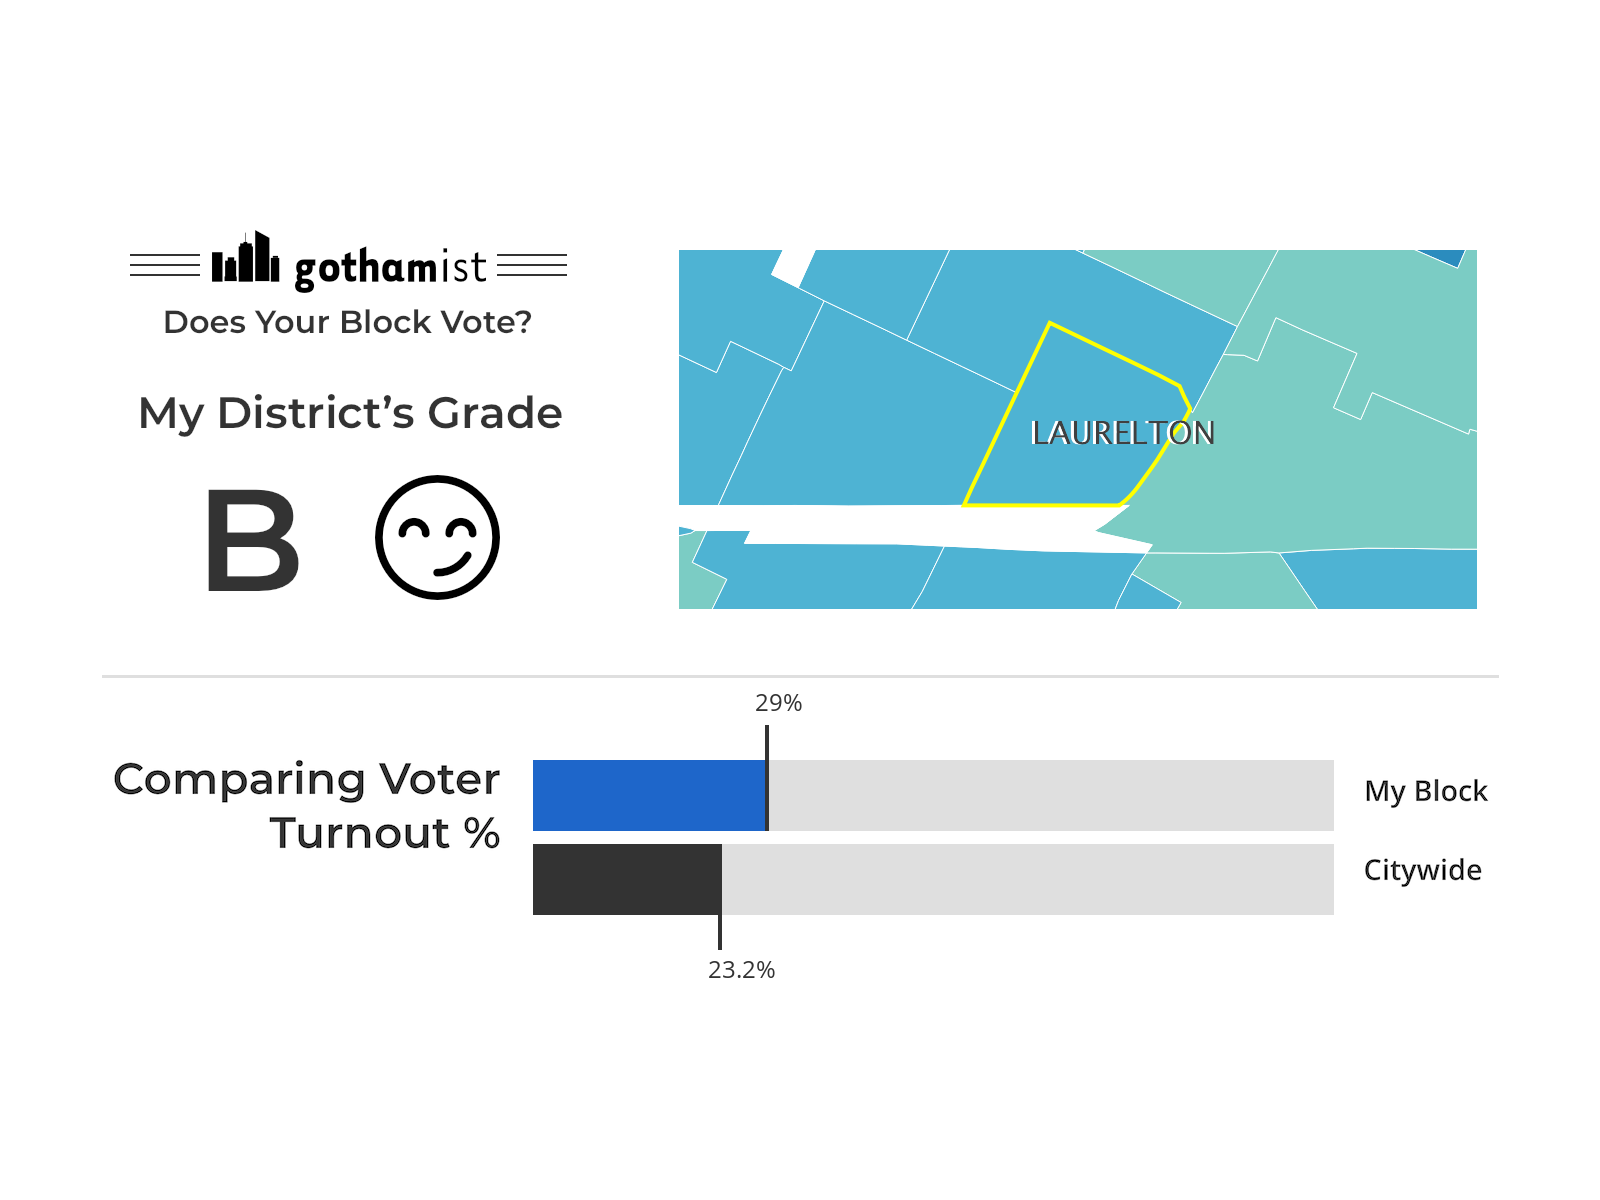 gothamist
Does Your Block Vote?
My District’s Grade
B
LAURELTON
29%
Comparing Voter
Turnout %
My Block
Citywide
23.2%